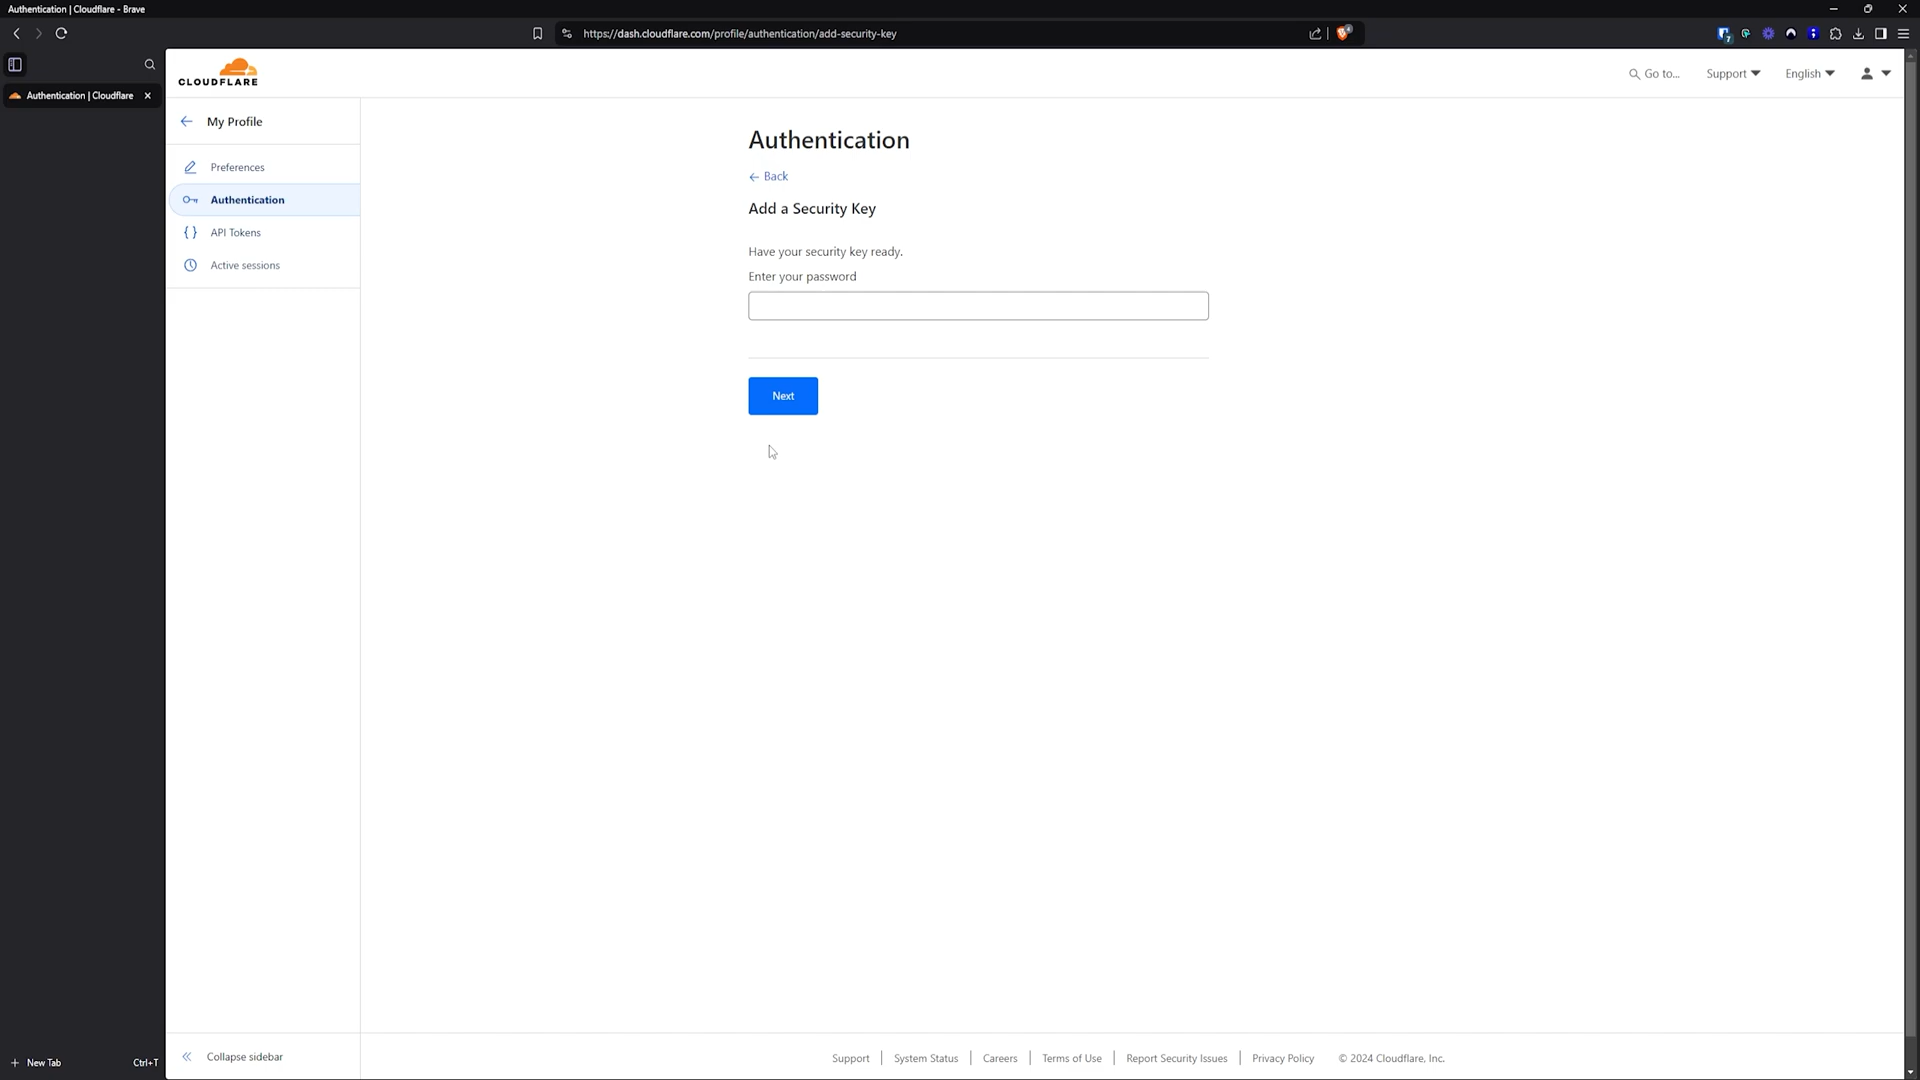 Authentication | Cloudflare - Brave
https://dash.cloudflare.com/profile/authentication/add-security-key
Authentication | Cloudflare
CLOUDFLARE
Go to...
Support
English
My Profile
Preferences
Authentication
API Tokens
Active sessions
Authentication
Back
Add a Security Key
Have your security key ready.
Enter your password
Next
Collapse sidebar
New Tab
Ctrl+T
Support
System Status
Careers
Terms of Use
Report Security Issues
Privacy Policy
© 2024 Cloudflare, Inc.